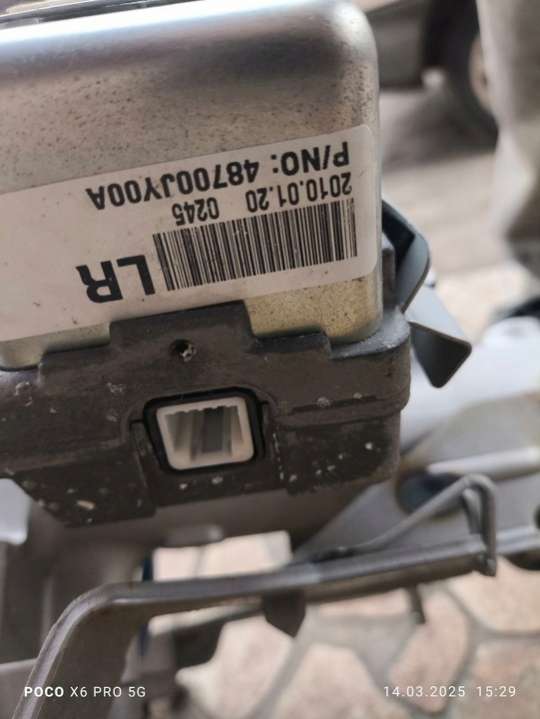 P/NO: 48700JY00A
2010.01.20 0245
LR
POCO X6 PRO 5G
14.03.2025 15:29